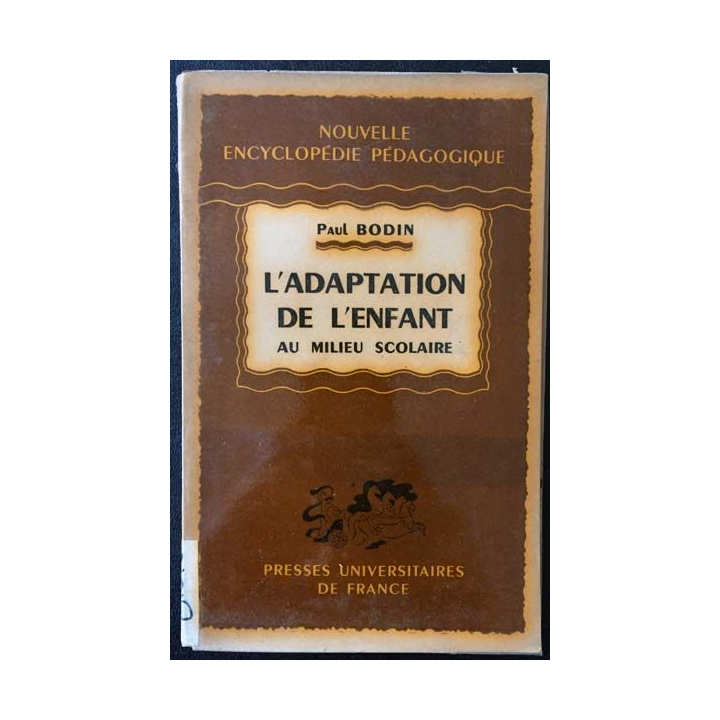 NOUVELLE
ENCYCLOPÉDIE PÉDAGOGIQUE
PAUL BODIN
L'ADAPTATION
DE L'ENFANT
AU MILIEU SCOLAIRE
PRESSES UNIVERSITAIRES
DE FRANCE